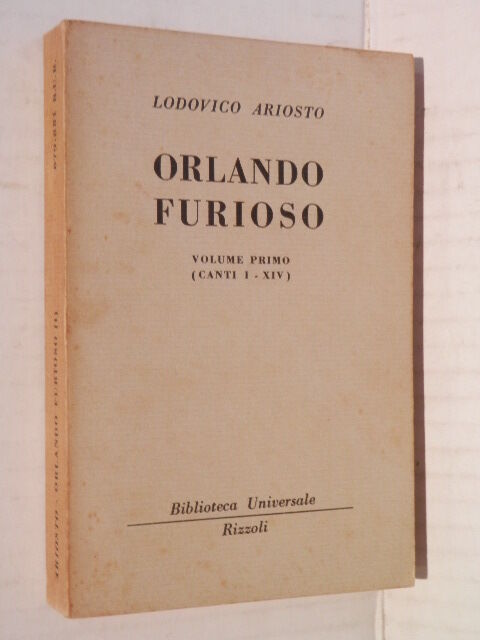 LODOVICO ARIOSTO
ORLANDO
FURIOSO
VOLUME PRIMO
(CANTI I - XIV)
Biblioteca Universale
Rizzoli
ARIOSTO - ORLANDO FURIOSO (I)